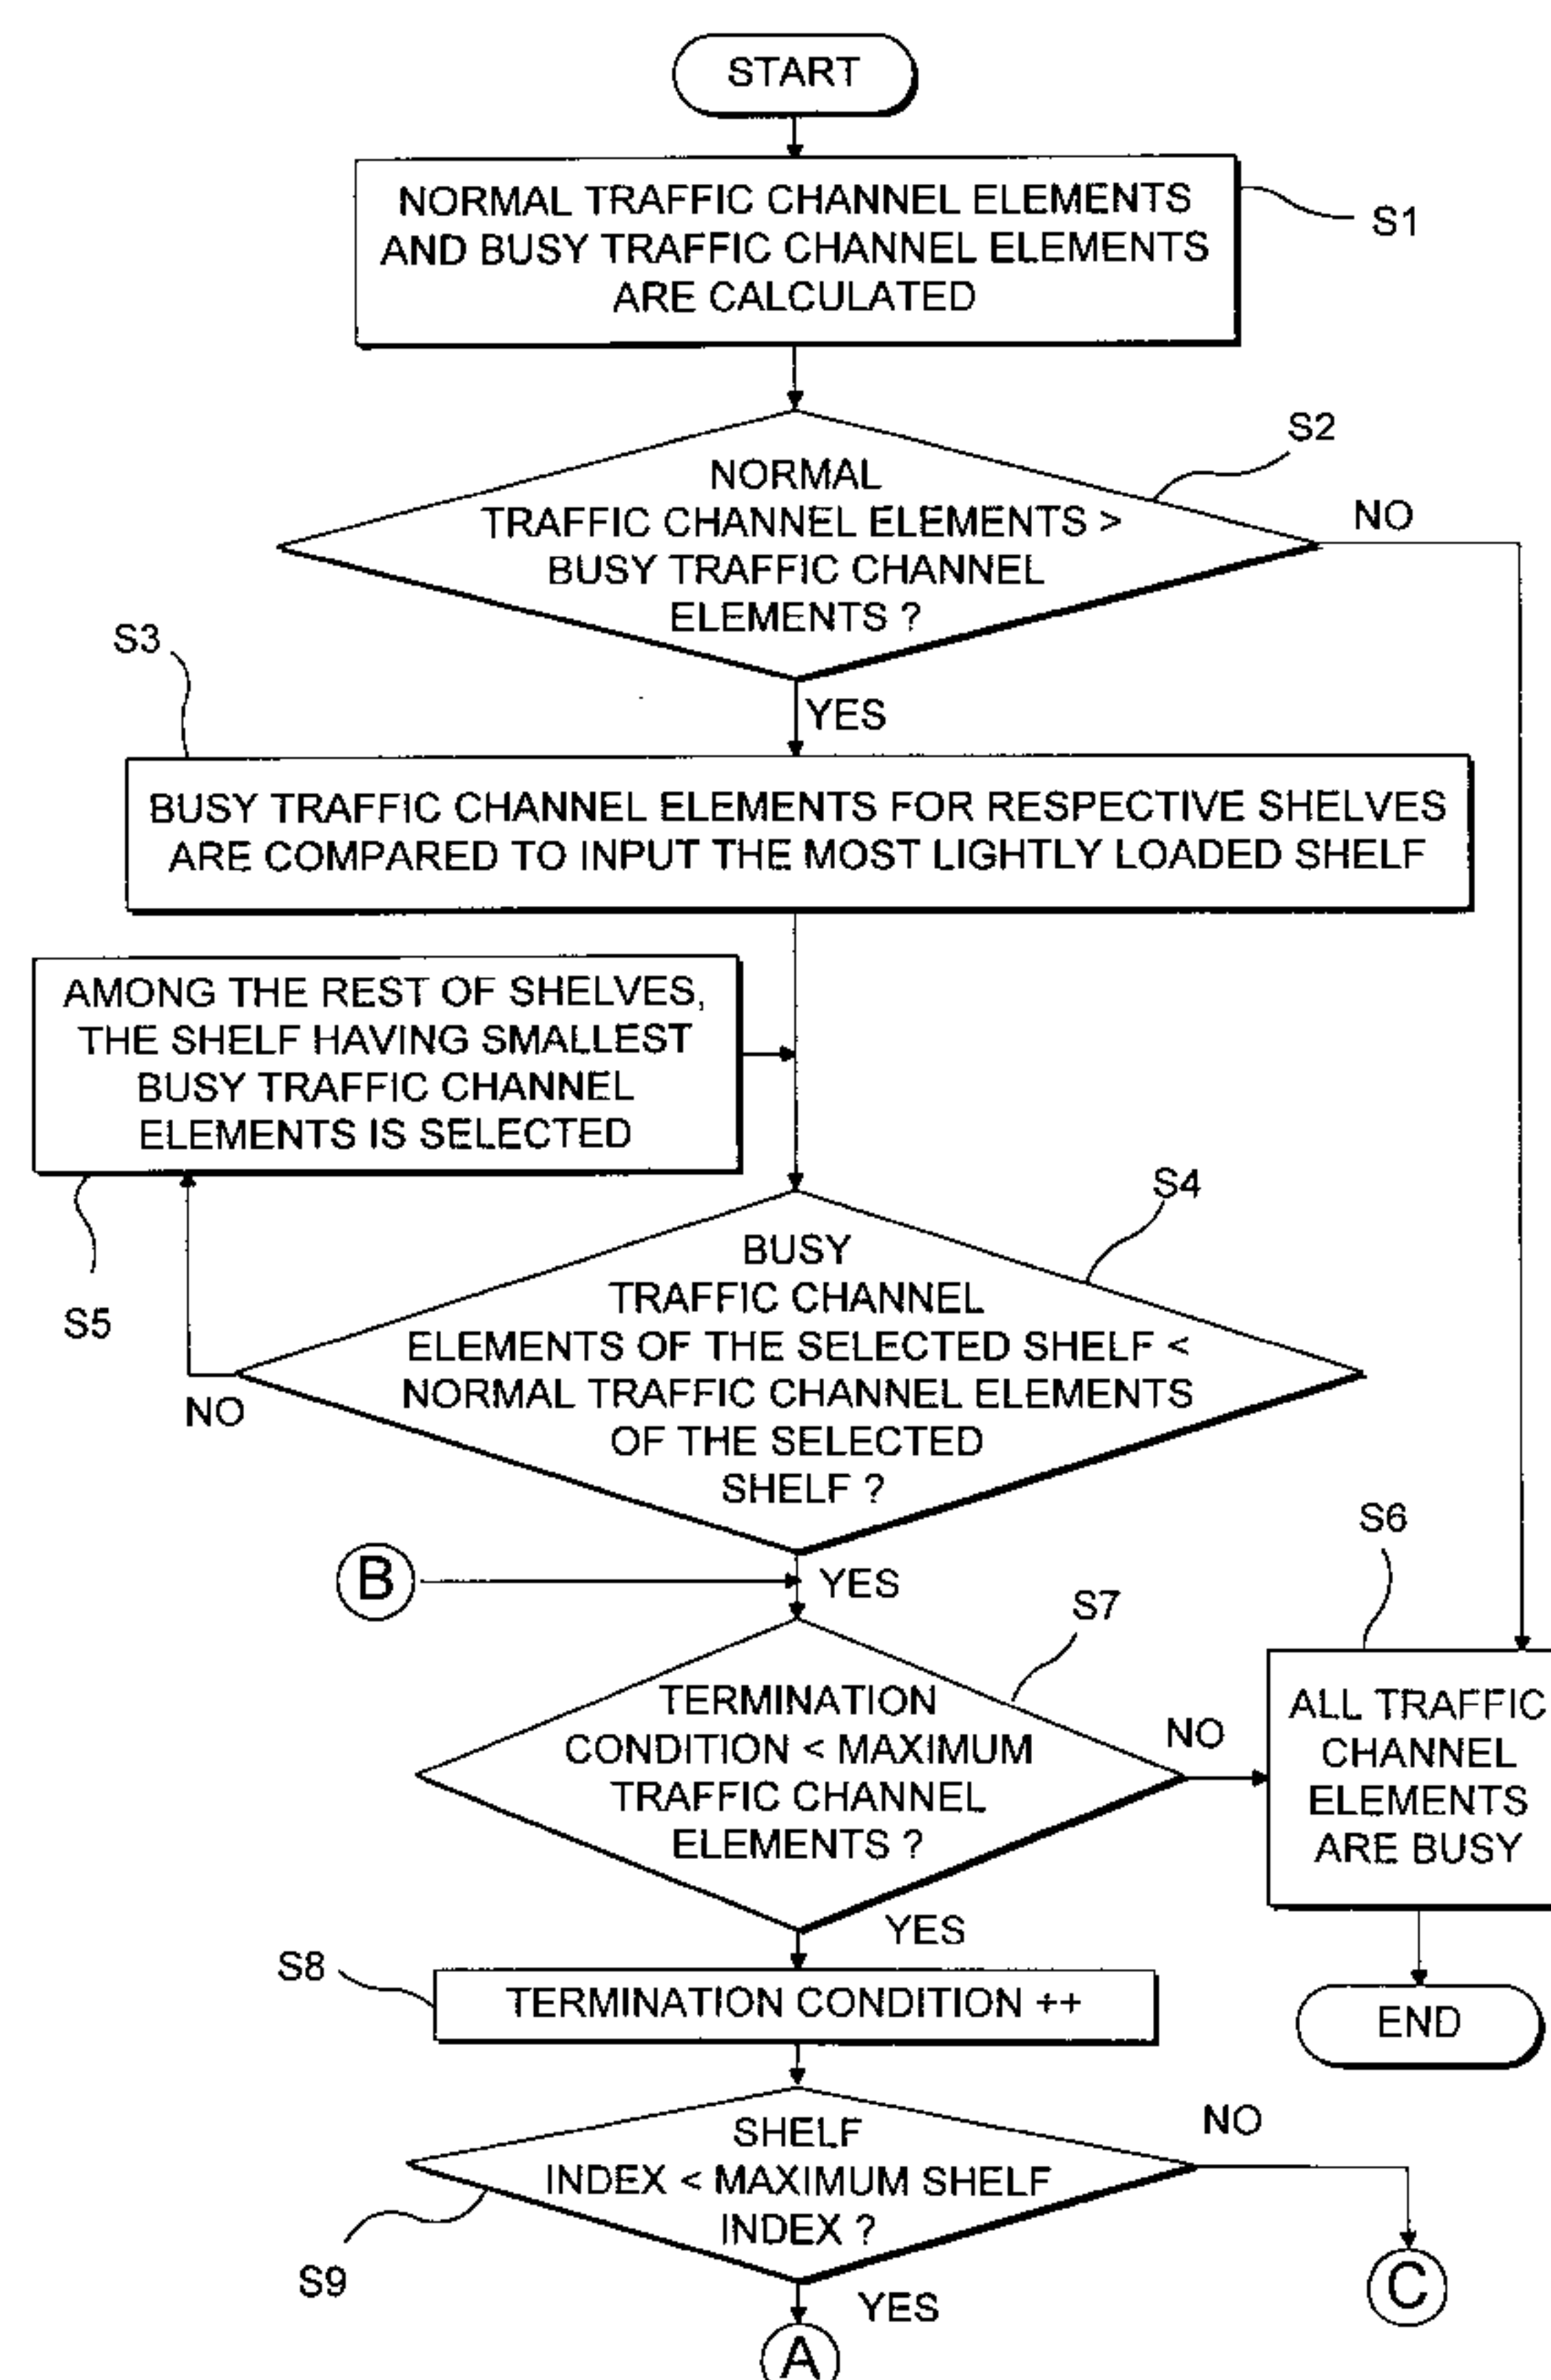 START
NORMAL TRAFFIC CHANNEL ELEMENTS
AND BUSY TRAFFIC CHANNEL ELEMENTS
ARE CALCULATED
S1
S2
NORMAL
TRAFFIC CHANNEL ELEMENTS >
BUSY TRAFFIC CHANNEL
ELEMENTS ?
NO
S3
YES
BUSY TRAFFIC CHANNEL ELEMENTS FOR RESPECTIVE SHELVES
ARE COMPARED TO INPUT THE MOST LIGHTLY LOADED SHELF
AMONG THE REST OF SHELVES,
THE SHELF HAVING SMALLEST
BUSY TRAFFIC CHANNEL
ELEMENTS IS SELECTED
S5
S4
BUSY
TRAFFIC CHANNEL
ELEMENTS OF THE SELECTED SHELF <
NORMAL TRAFFIC CHANNEL ELEMENTS
OF THE SELECTED
SHELF ?
NO
B
YES
S6
S7
TERMINATION
CONDITION < MAXIMUM
TRAFFIC CHANNEL
ELEMENTS ?
NO
ALL TRAFFIC
CHANNEL
ELEMENTS
ARE BUSY
YES
S8
TERMINATION CONDITION ++
END
SHELF
INDEX < MAXIMUM SHELF
INDEX ?
NO
S9
YES
C
A